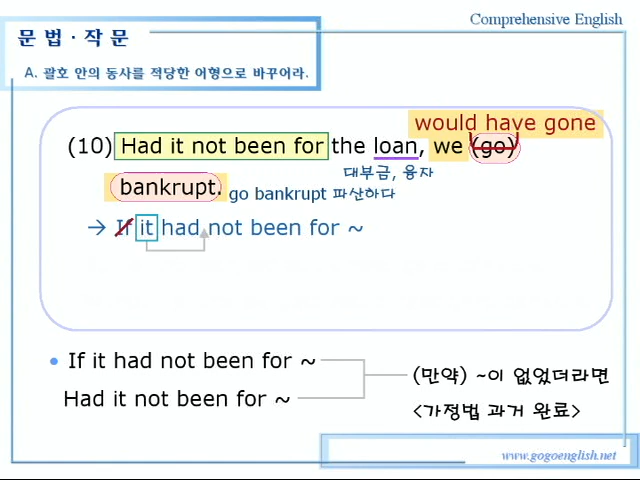 Comprehensive English
문 법 · 작 문
A. 괄호 안의 동사를 적당한 어형으로 바꾸어라.
would have gone
(10) Had it not been for the loan, we (go)
대부금, 융자
bankrupt. go bankrupt 파산하다
→ If it had not been for ~
• If it had not been for ~
(만약) ~이 없었더라면
Had it not been for ~
<가정법 과거 완료>
www.gogoenglish.net